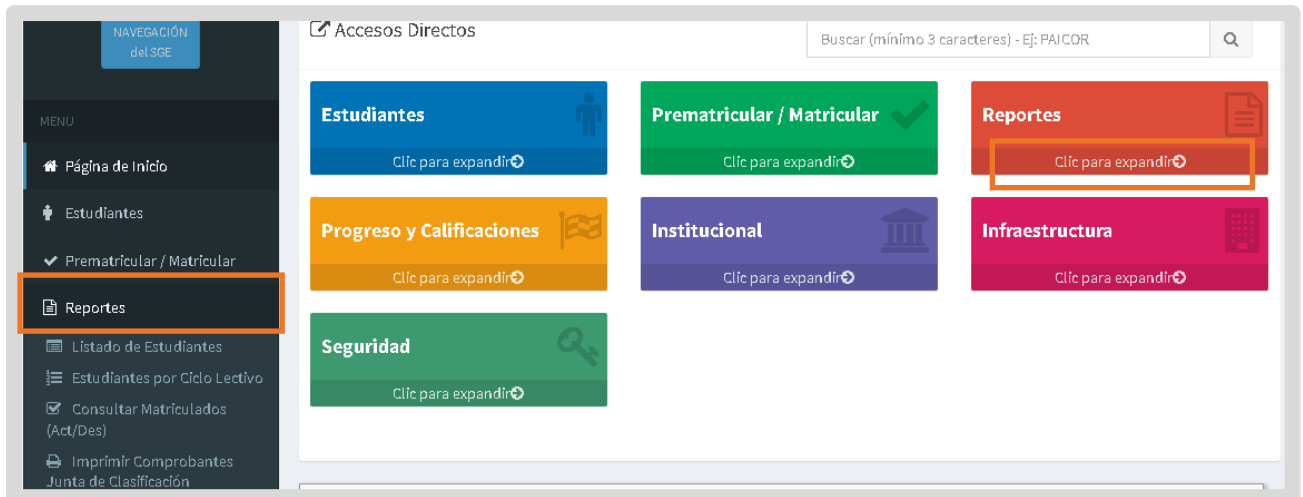 NAVEGACIÓN
del SGE
MENU
Página de Inicio
Estudiantes
Prematricular / Matricular
Reportes
Listado de Estudiantes
Estudiantes por Ciclo Lectivo
Consultar Matriculados
(Act/Des)
Imprimir Comprobantes
Junta de Clasificación
Accesos Directos
Buscar (mínimo 3 caracteres) - Ej: PAICOR
Estudiantes
Clic para expandir
Prematricular / Matricular
Clic para expandir
Reportes
Clic para expandir
Progreso y Calificaciones
Clic para expandir
Institucional
Clic para expandir
Infraestructura
Clic para expandir
Seguridad
Clic para expandir